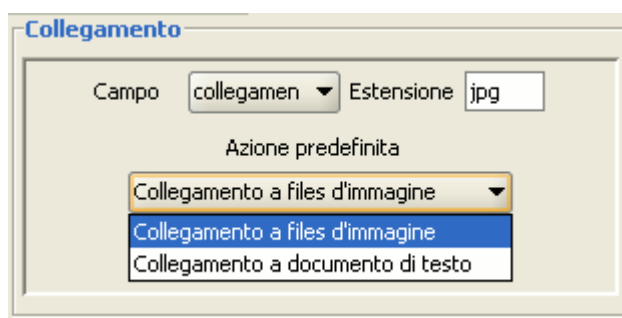 Collegamento
Campo collegamen Estensione jpg
Azione predefinita
Collegamento a files d'immagine
Collegamento a files d'immagine
Collegamento a documento di testo